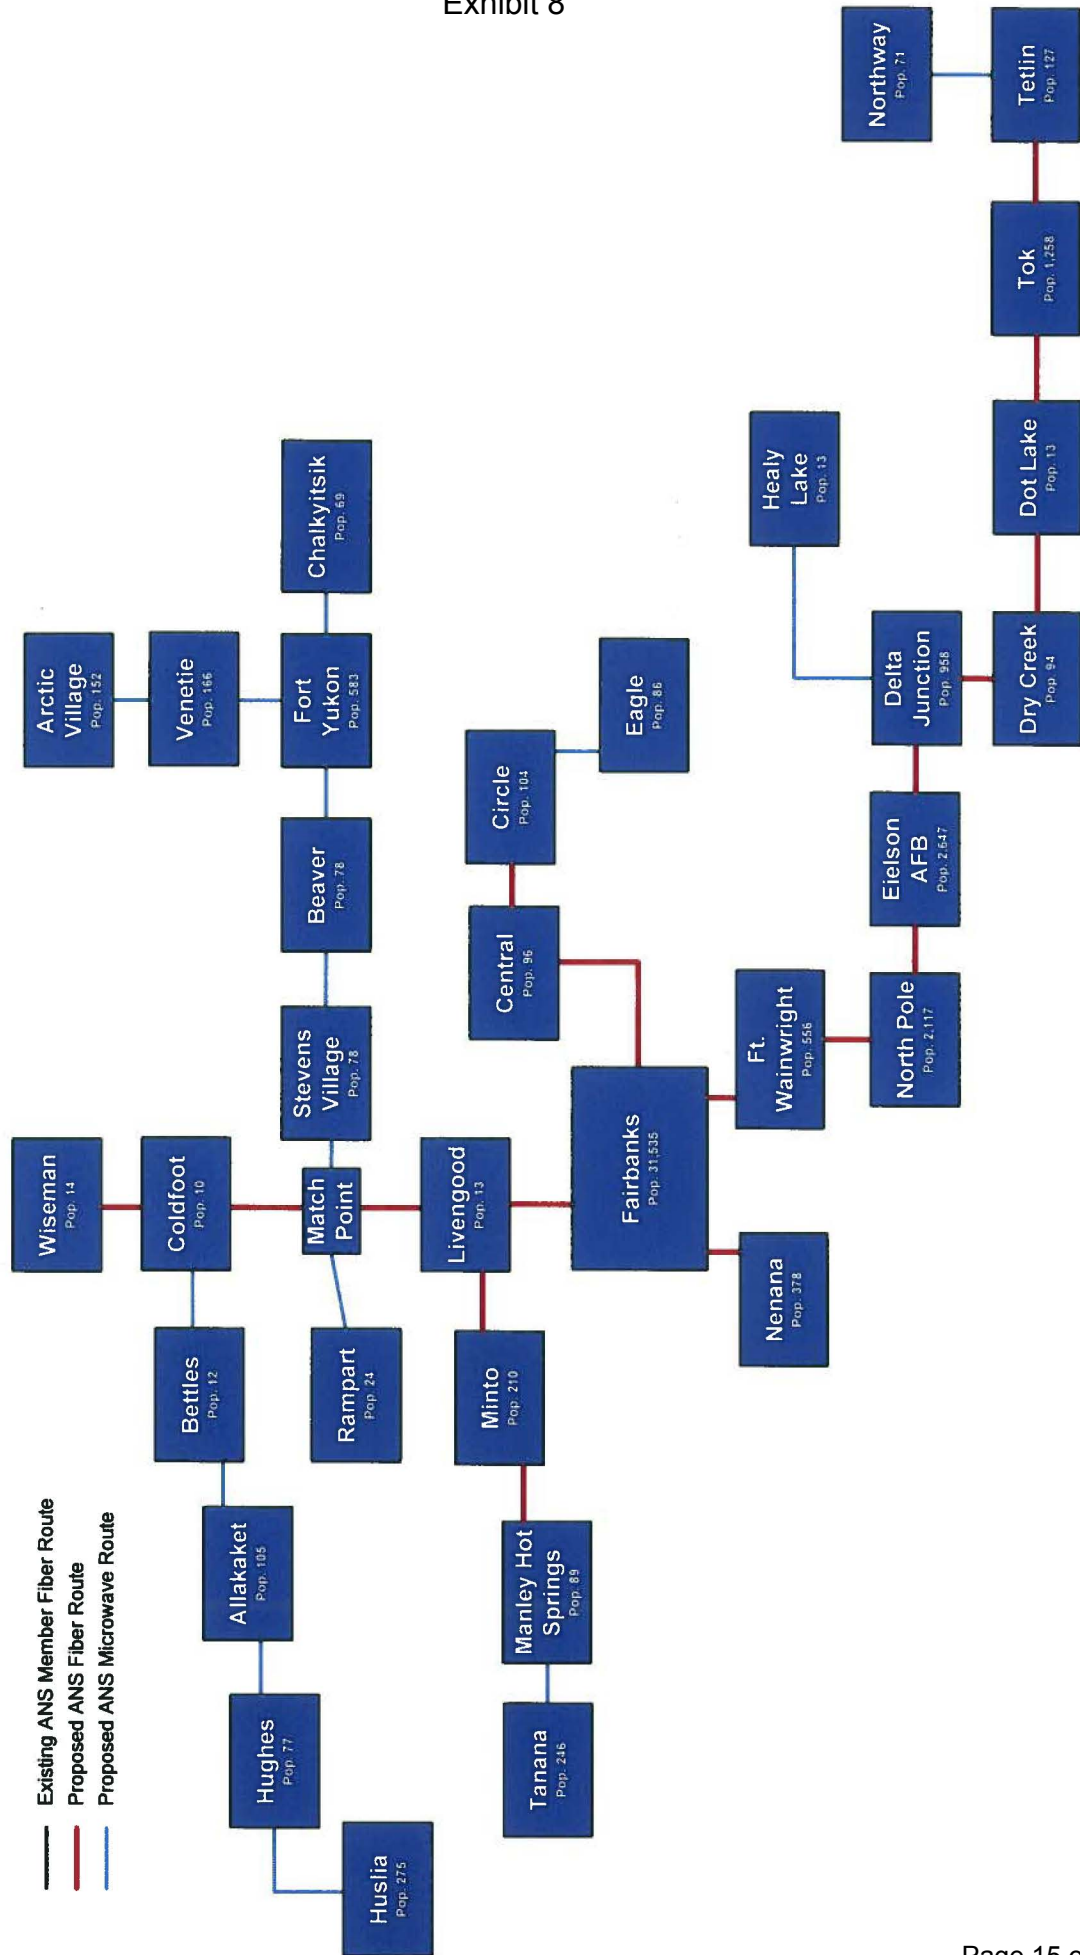 Exhibit 8
Existing ANS Member Fiber Route
Proposed ANS Fiber Route
Proposed ANS Microwave Route
Huslia
Pop. 275
Hughes
Pop. 77
Allakaket
Pop. 105
Bettles
Pop. 12
Coldfoot
Pop. 10
Wiseman
Pop. 14
Arctic
Village
Pop. 152
Venetie
Pop. 166
Rampart
Pop. 24
Match
Point
Stevens
Village
Pop. 78
Beaver
Pop. 78
Fort
Yukon
Pop. 583
Chalkyitsik
Pop. 69
Tanana
Pop. 246
Manley Hot
Springs
Pop. 89
Minto
Pop. 210
Livengood
Pop. 13
Central
Pop. 96
Circle
Pop. 104
Eagle
Pop. 86
Fairbanks
Pop. 31,535
Nenana
Pop. 378
Ft.
Wainwright
Pop. 556
North Pole
Pop. 2,117
Eielson
AFB
Pop. 2,647
Delta
Junction
Pop. 958
Healy
Lake
Pop. 13
Dry Creek
Pop. 94
Dot Lake
Pop. 13
Tok
Pop. 1,258
Tetlin
Pop. 127
Northway
Pop. 71
Page 15